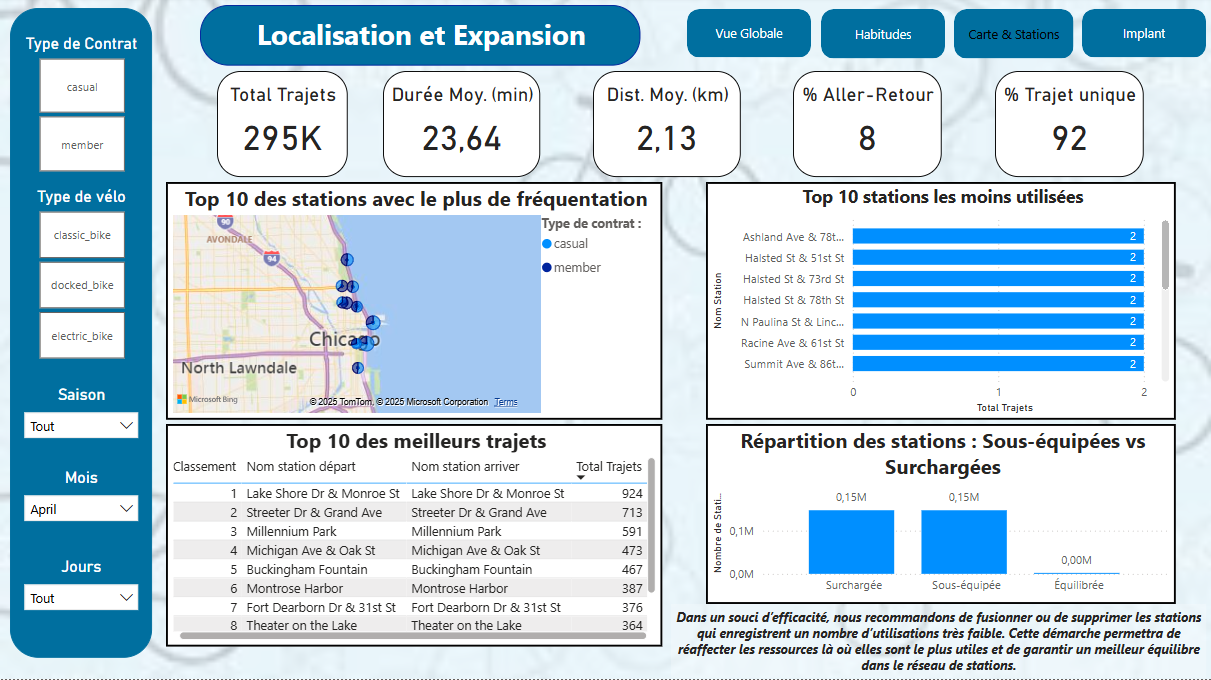 Type de Contrat
casual
member
Type de vélo
classic_bike
docked_bike
electric_bike
Saison
Tout
Mois
April
Jours
Tout
Localisation et Expansion
Vue Globale
Habitudes
Carte & Stations
Implant
Total Trajets
295K
Durée Moy. (min)
23,64
Dist. Moy. (km)
2,13
% Aller-Retour
8
% Trajet unique
92
Top 10 des stations avec le plus de fréquentation
90
AVONDALE
94
Chicago
North Lawndale
Microsoft Bing
© 2025 TomTom, © 2025 Microsoft Corporation Terms
Type de contrat :
casual
member
Top 10 stations les moins utilisées
Nom Station
Ashland Ave & 78t... 2
Halsted St & 51st St 2
Halsted St & 73rd St 2
Halsted St & 78th St 2
N Paulina St & Linc... 2
Racine Ave & 61st St 2
Summit Ave & 86t... 2
0 1 2
Total Trajets
Top 10 des meilleurs trajets
Classement Nom station départ Nom station arriver Total Trajets
1 Lake Shore Dr & Monroe St Lake Shore Dr & Monroe St 924
2 Streeter Dr & Grand Ave Streeter Dr & Grand Ave 713
3 Millennium Park Millennium Park 591
4 Michigan Ave & Oak St Michigan Ave & Oak St 473
5 Buckingham Fountain Buckingham Fountain 467
6 Montrose Harbor Montrose Harbor 387
7 Fort Dearborn Dr & 31st St Fort Dearborn Dr & 31st St 376
8 Theater on the Lake Theater on the Lake 364
Répartition des stations : Sous-équipées vs
Surchargées
Nombre de Stati...
0,15M 0,15M
0,1M
0,00M
0,0M
Surchargée Sous-équipée Équilibrée
Dans un souci d'efficacité, nous recommandons de fusionner ou de supprimer les stations
qui enregistrent un nombre d'utilisations très faible. Cette démarche permettra de
réaffecter les ressources là où elles sont le plus utiles et de garantir un meilleur équilibre
dans le réseau de stations.